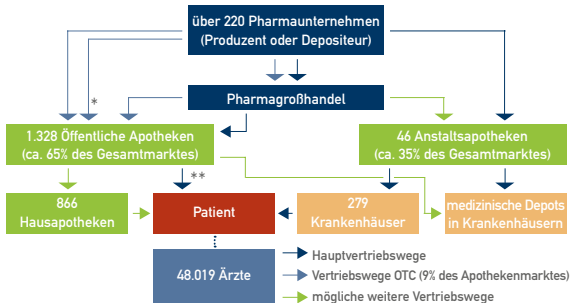 über 220 Pharmaunternehmen
(Produzent oder Depositeur)
*
Pharmagroßhandel
1.328 Öffentliche Apotheken
(ca. 65% des Gesamtmarktes)
46 Anstaltsapotheken
(ca. 35% des Gesamtmarktes)
**
866
Hausapotheken
Patient
279
Krankenhäuser
medizinische Depots
in Krankenhäusern
48.019 Ärzte
Hauptvertriebswege
Vertriebswege OTC (9% des Apothekenmarktes)
mögliche weitere Vertriebswege